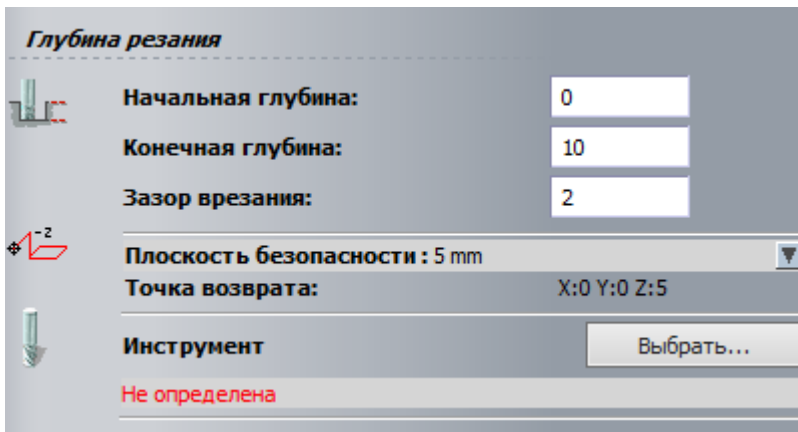 Глубина резания
Начальная глубина: 0
Конечная глубина: 10
Зазор врезания: 2
-z
Плоскость безопасности : 5 mm
Точка возврата: X:0 Y:0 Z:5
Инструмент Выбрать...
Не определена